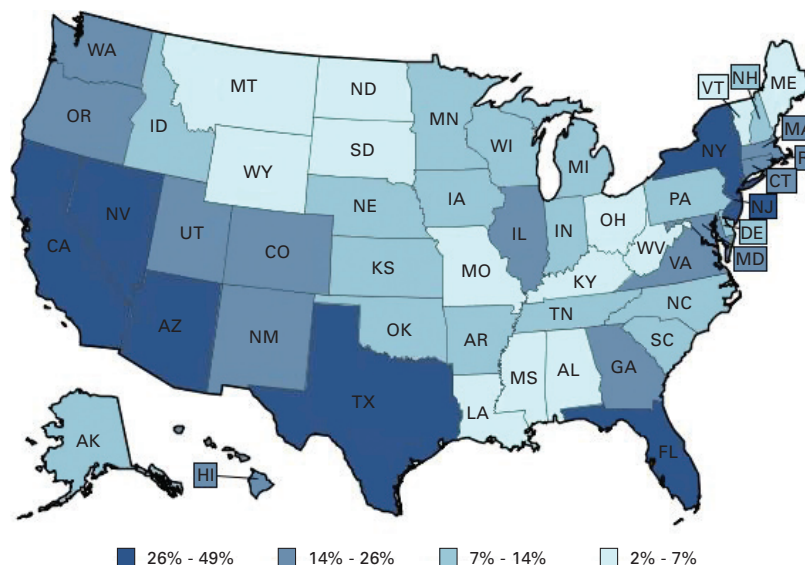 WA
MT
ND
VT
NH
ME
OR
ID
MN
MA
WY
SD
WI
NY
MI
CT
NV
NE
IA
PA
NJ
CA
UT
CO
IL
IN
OH
DE
KS
MO
WV
VA
MD
KY
AZ
NM
OK
AR
TN
NC
SC
TX
MS
AL
GA
LA
AK
FL
HI
26% - 49%
14% - 26%
7% - 14%
2% - 7%